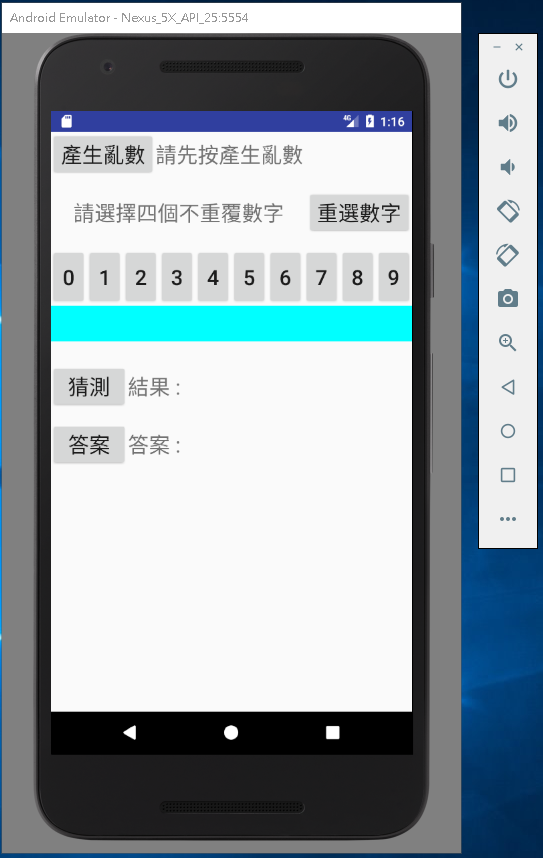 Android Emulator - Nexus_5X_API_25:5554
4G 1:16
產生亂數 請先按產生亂數
請選擇四個不重覆數字 重選數字
0 1 2 3 4 5 6 7 8 9
猜測 結果 :
答案 答案 :